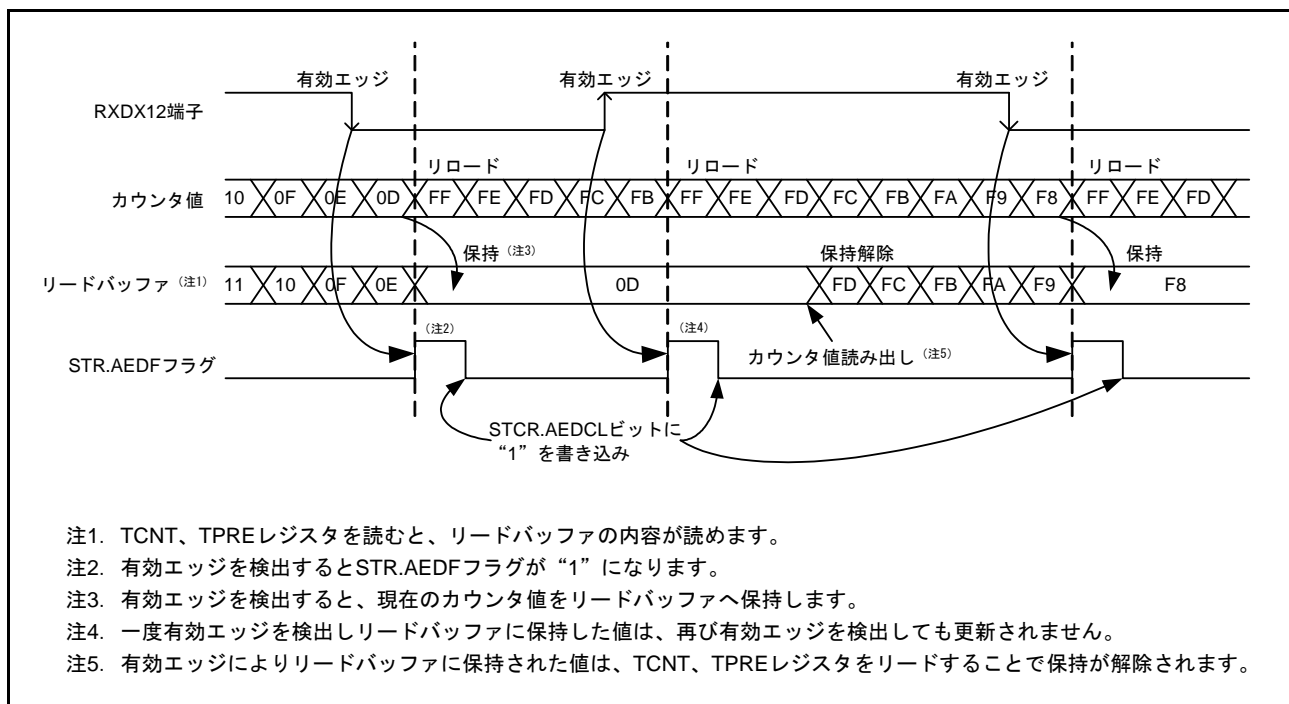 有効エッジ 有効エッジ 有効エッジ
RXDX12端子
リロード リロード リロード
カウンタ値 10 0F 0E 0D FF FE FD FC FB FF FE FD FC FB FA F9 F8 FF FE FD
保持(注3) 保持解除 保持
リードバッファ(注1) 11 10 0F 0E 0D FD FC FB FA F9 F8
(注2) (注4) カウンタ値読み出し(注5)
STR.AEDFフラグ
STCR.AEDCLビットに
“1”を書き込み
注1. TCNT、TPREレジスタを読むと、リードバッファの内容が読めます。
注2. 有効エッジを検出するとSTR.AEDFフラグが“1”になります。
注3. 有効エッジを検出すると、現在のカウンタ値をリードバッファへ保持します。
注4. 一度有効エッジを検出しリードバッファに保持した値は、再び有効エッジを検出しても更新されません。
注5. 有効エッジによりリードバッファに保持された値は、TCNT、TPREレジスタをリードすることで保持が解除されます。